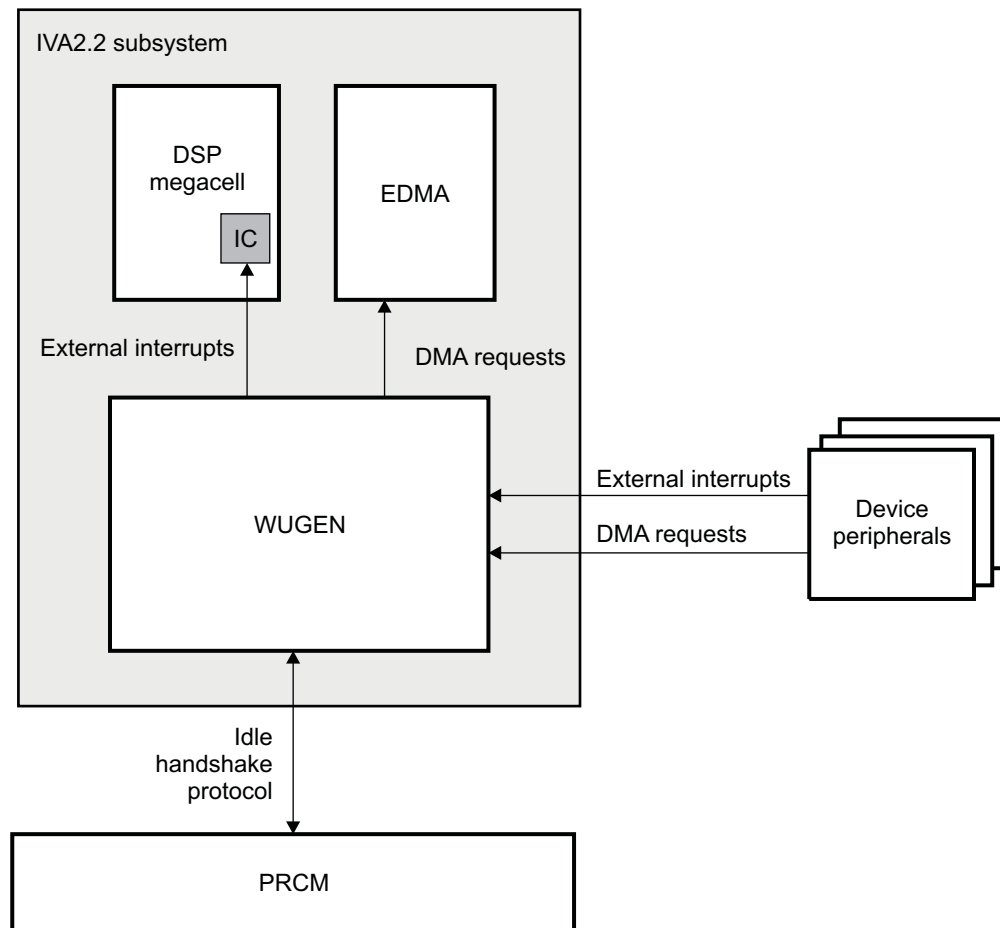 IVA2.2 subsystem
DSP
megacell
IC
EDMA
External interrupts
DMA requests
WUGEN
External interrupts
DMA requests
Device
peripherals
Idle
handshake
protocol
PRCM